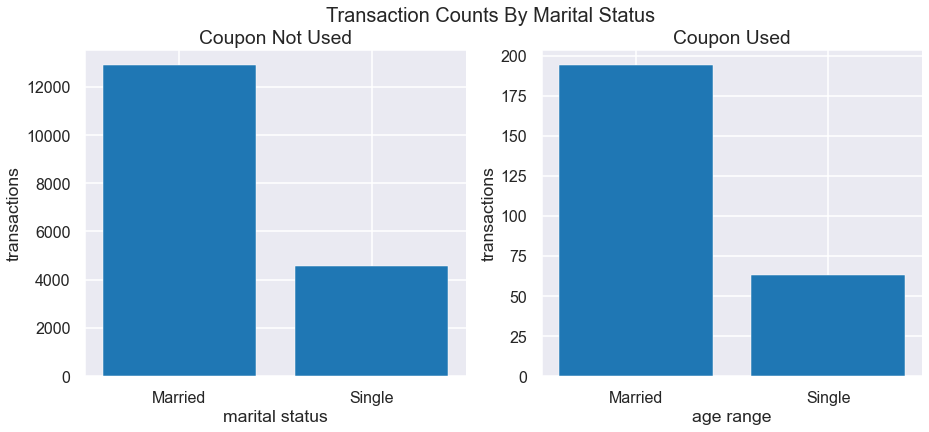 Transaction Counts By Marital Status
Coupon Not Used
12000
10000
8000
6000
4000
2000
0
transactions
Married Single
marital status
Coupon Used
200
175
150
125
100
75
50
25
0
transactions
Married Single
age range